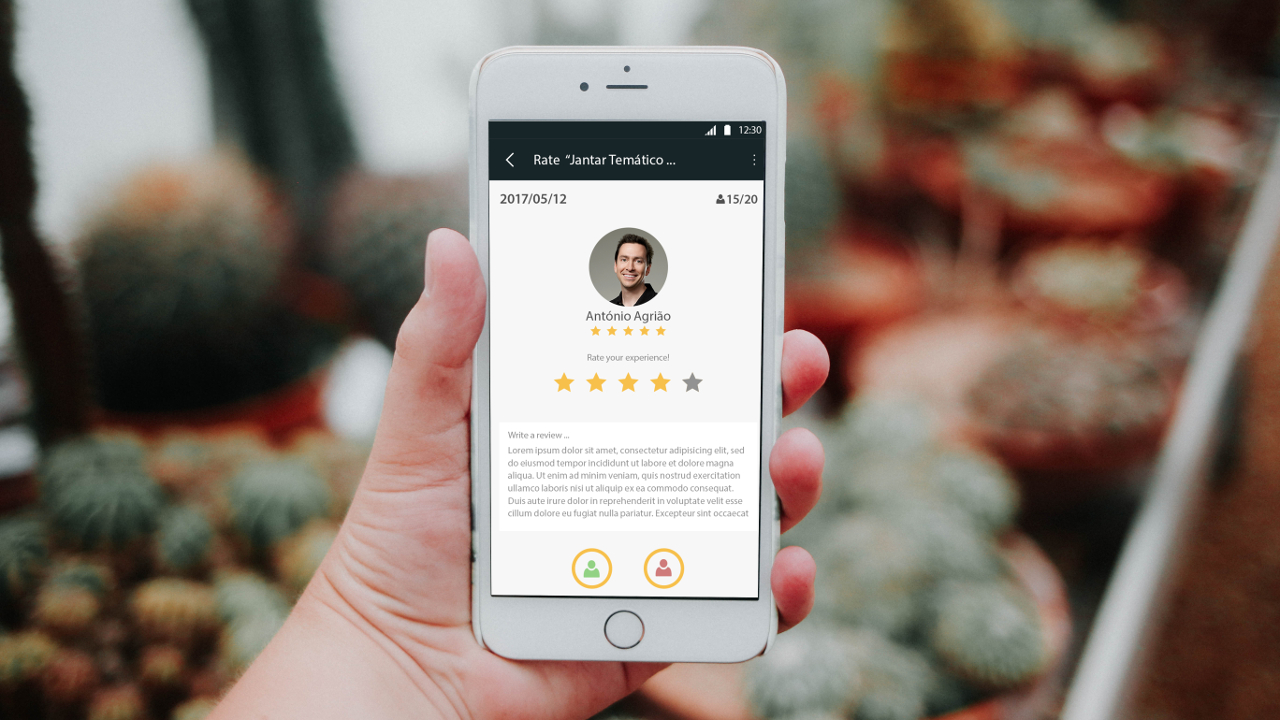 12:30
Rate “Jantar Temático ...
2017/05/12 15/20
António Agrião
Rate your experience!
Write a review ...
Lorem ipsum dolor sit amet, consectetur adipisicing elit, sed
do eiusmod tempor incididunt ut labore et dolore magna
aliqua. Ut enim ad minim veniam, quis nostrud exercitation
ullamco laboris nisi ut aliquip ex ea commodo consequat.
Duis aute irure dolor in reprehenderit in voluptate velit esse
cillum dolore eu fugiat nulla pariatur. Excepteur sint occaecat